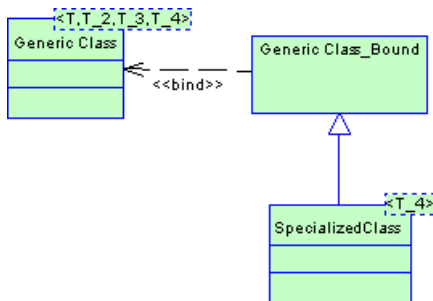 <T,T_2,T_3,T_4>
Generic Class
Generic Class_Bound
<<bind>>
<T_4>
SpecializedClass